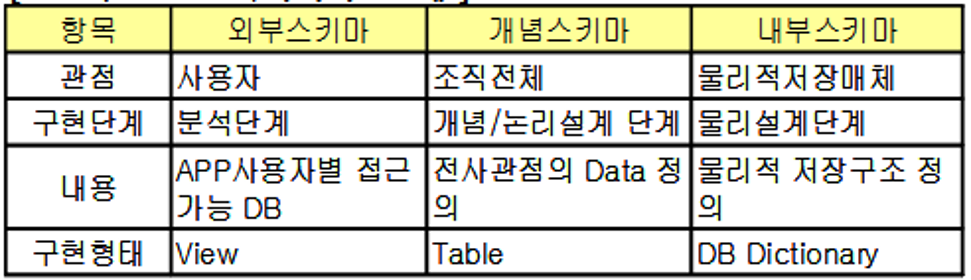 항목 외부스키마 개념스키마 내부스키마
관점 사용자 조직전체 물리적저장매체
구현단계 분석단계 개념/논리설계 단계 물리설계단계
내용 APP사용자별 접근 전사관점의 Data 정 물리적 저장구조 정
가능 DB 의 의
구현형태 View Table DB Dictionary